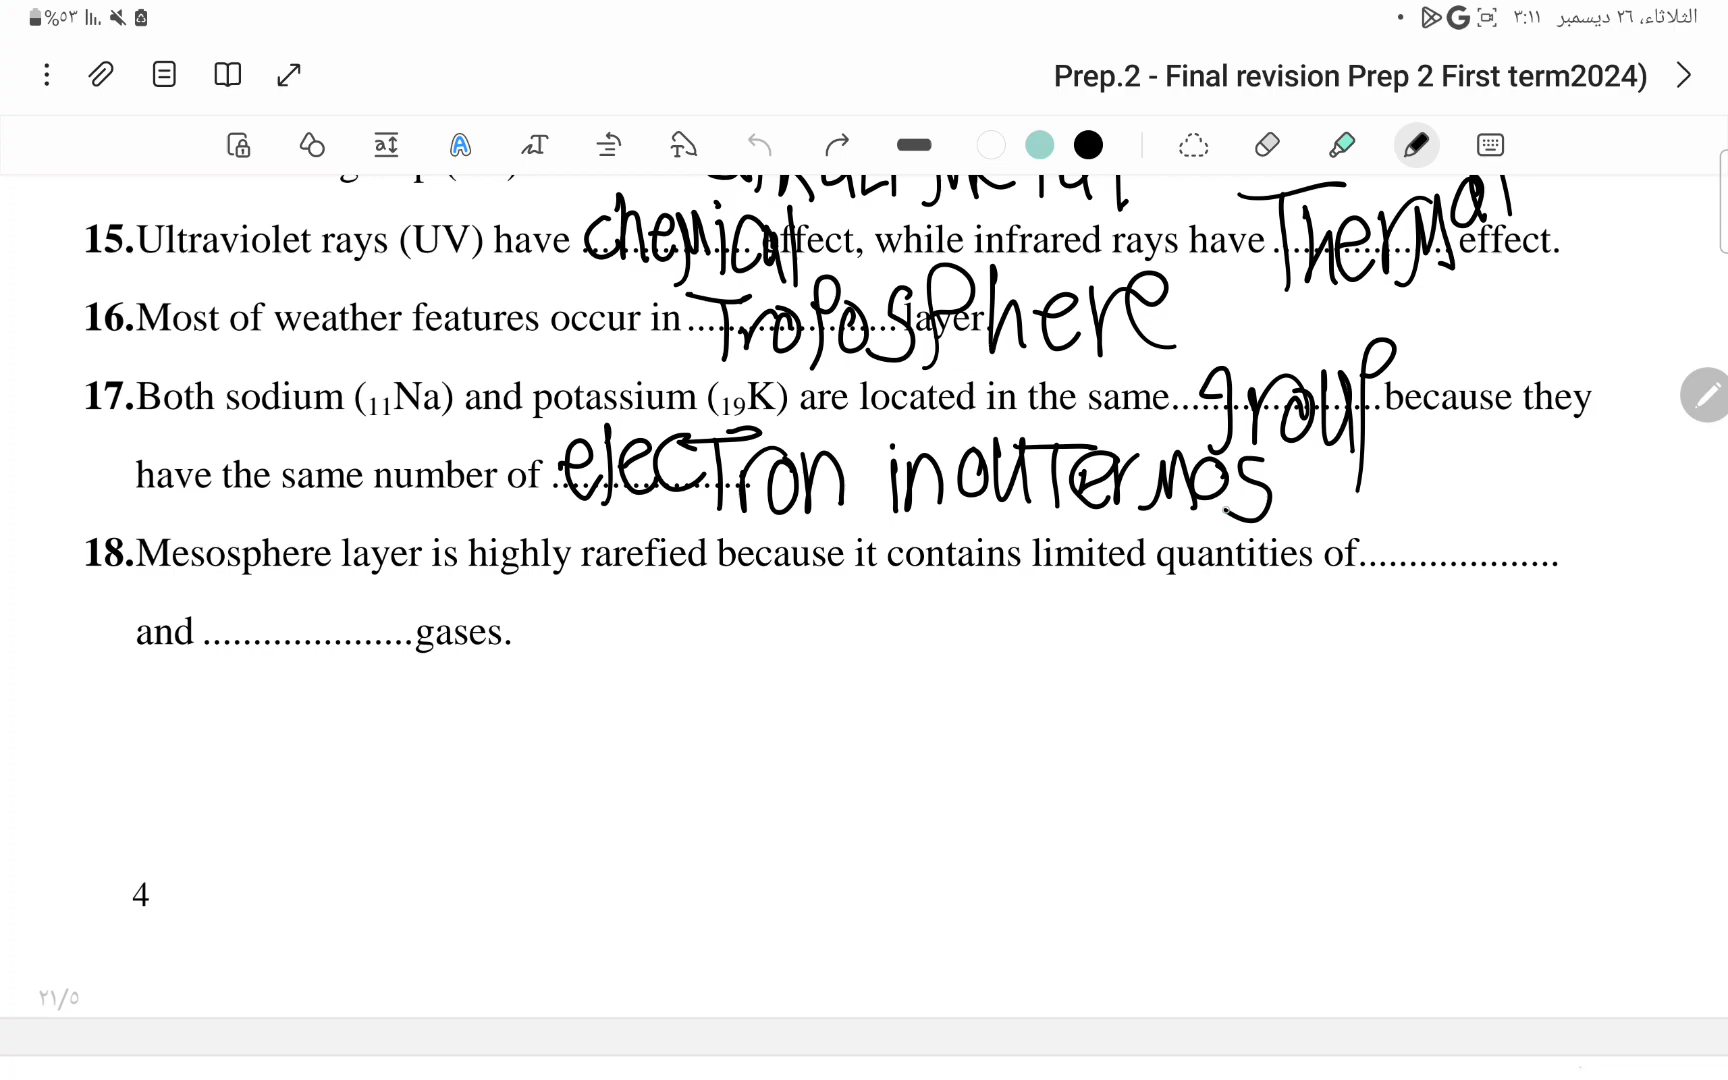 %٥٣ الثلاثاء، ٢٦ ديسمبر ٣:١١
Prep.2 - Final revision Prep 2 First term2024)
15.Ultraviolet rays (UV) have chemical effect, while infrared rays have Thermal effect.
16.Most of weather features occur in Troposphere layer
17.Both sodium (₁₁Na) and potassium (₁₉K) are located in the same group because they
have the same number of electron in outermos
18.Mesosphere layer is highly rarefied because it contains limited quantities of....................
and .....................gases.
4
٢١/٥